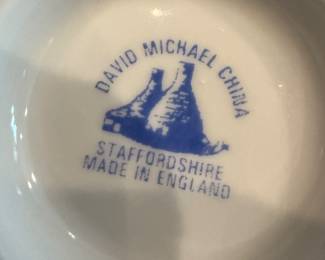 DAVID MICHAEL CHINA
STAFFORDSHIRE
MADE IN ENGLAND